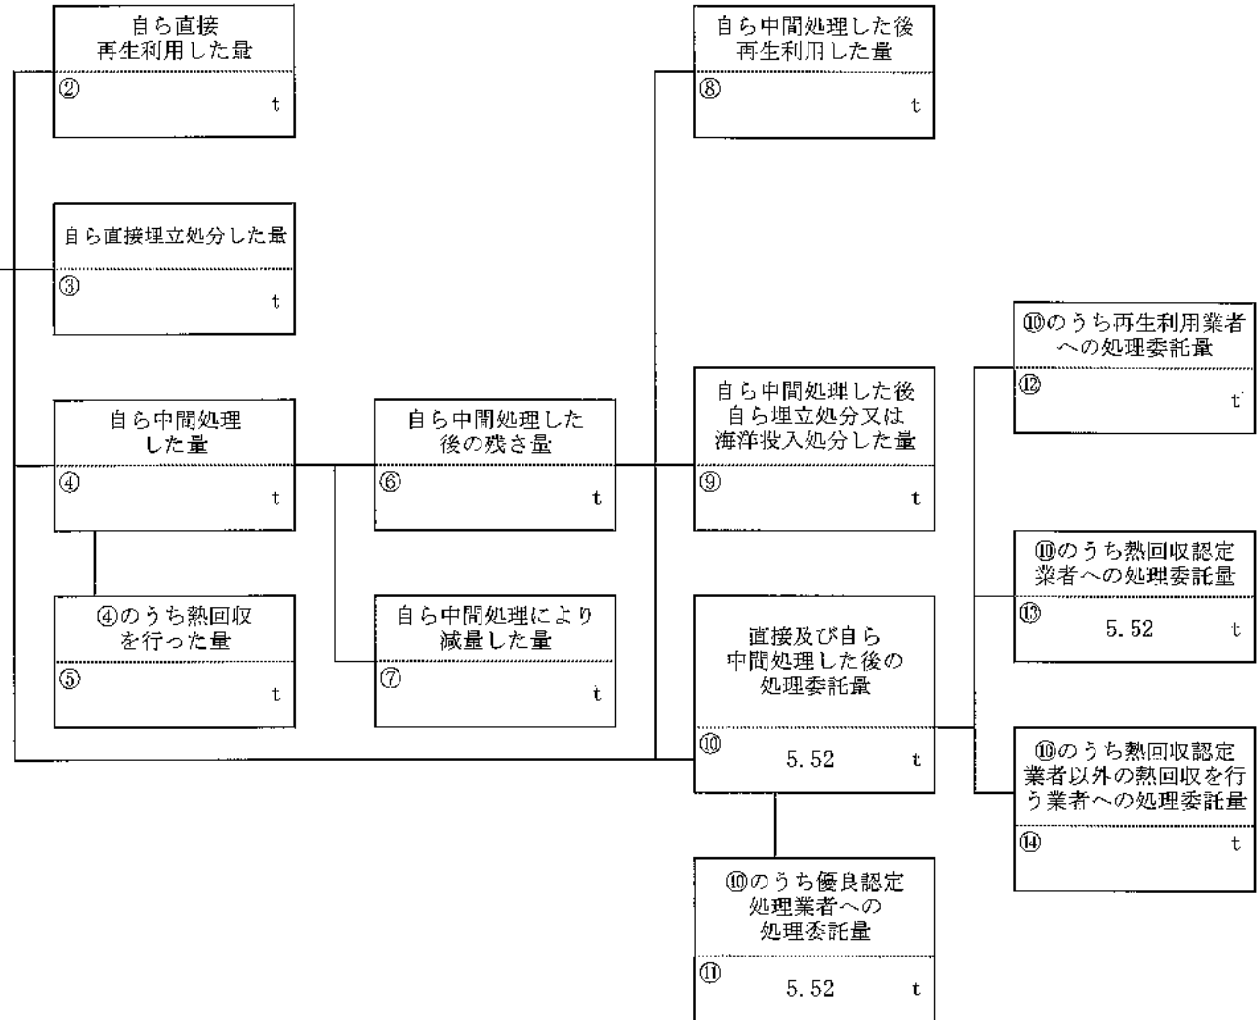 自ら直接
再生利用した量
②
t
自ら中間処理した後
再生利用した量
⑧
t
自ら直接埋立処分した量
③
t
⑩のうち再生利用業者
への処理委託量
⑫
t
自ら中間処理
した量
④
t
自ら中間処理した
後の残さ量
⑥
t
自ら中間処理した後
自ら埋立処分又は
海洋投入処分した量
⑨
t
⑩のうち熱回収認定
業者への処理委託量
⑬
5.52 t
④のうち熱回収
を行った量
⑤
t
自ら中間処理により
減量した量
⑦
t
直接及び自ら
中間処理した後の
処理委託量
⑩
5.52 t
⑩のうち熱回収認定
業者以外の熱回収を行
う業者への処理委託量
⑭
t
⑩のうち優良認定
処理業者への
処理委託量
⑪
5.52 t